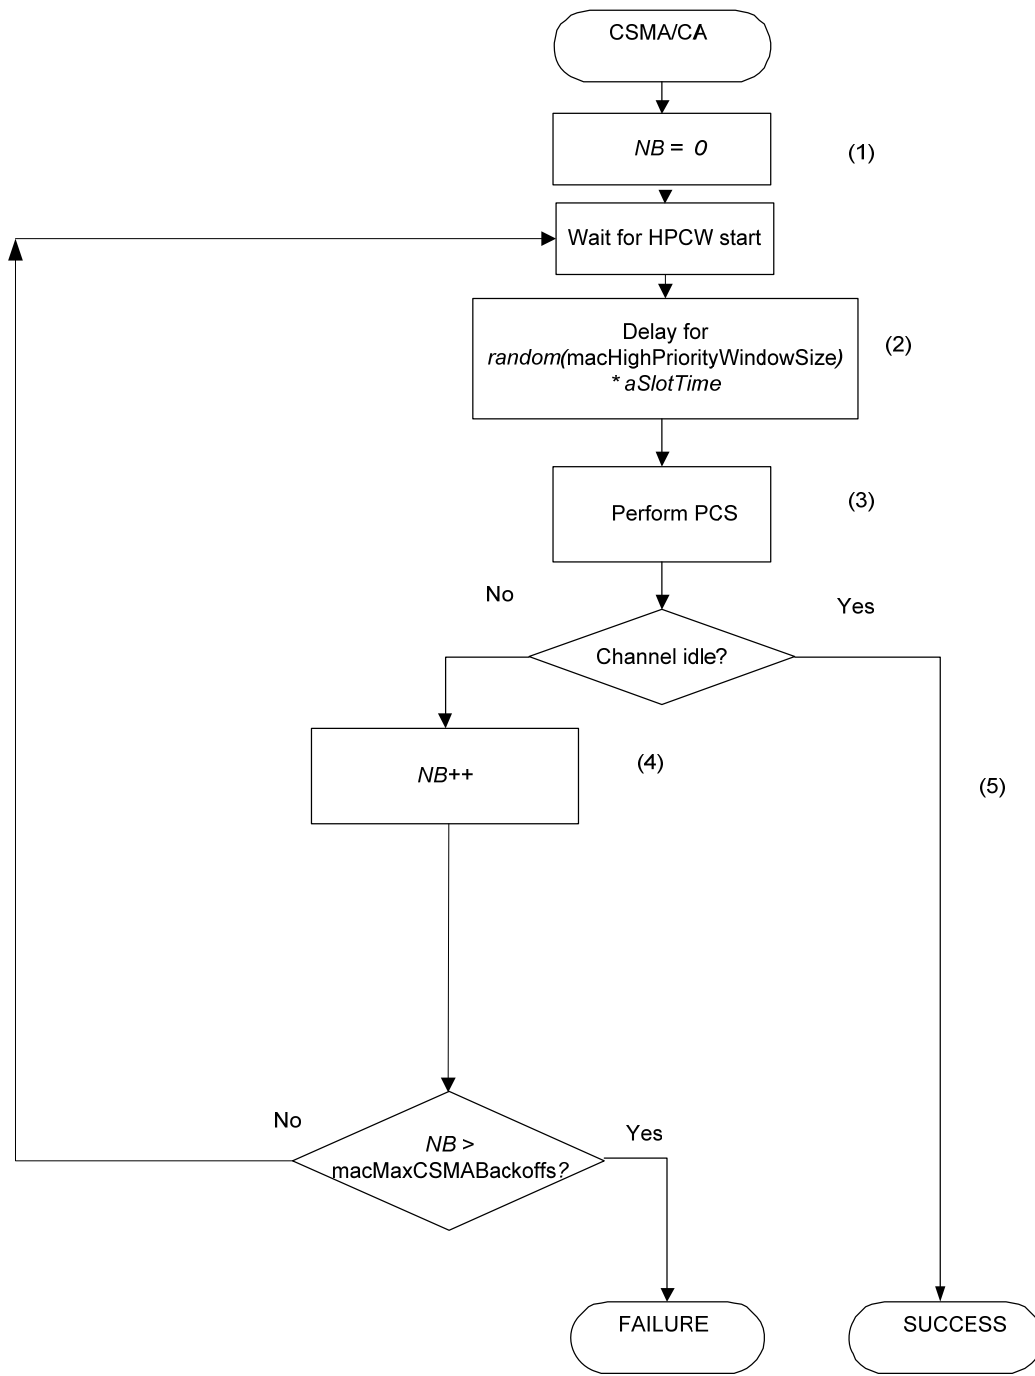 CSMA/CA
NB = 0
(1)
Wait for HPCW start
Delay for
random(macHighPriorityWindowSize)
* aSlotTime
(2)
Perform PCS
(3)
No
Yes
Channel idle?
NB++
(4)
(5)
No
Yes
NB >
macMaxCSMABackoffs?
FAILURE
SUCCESS